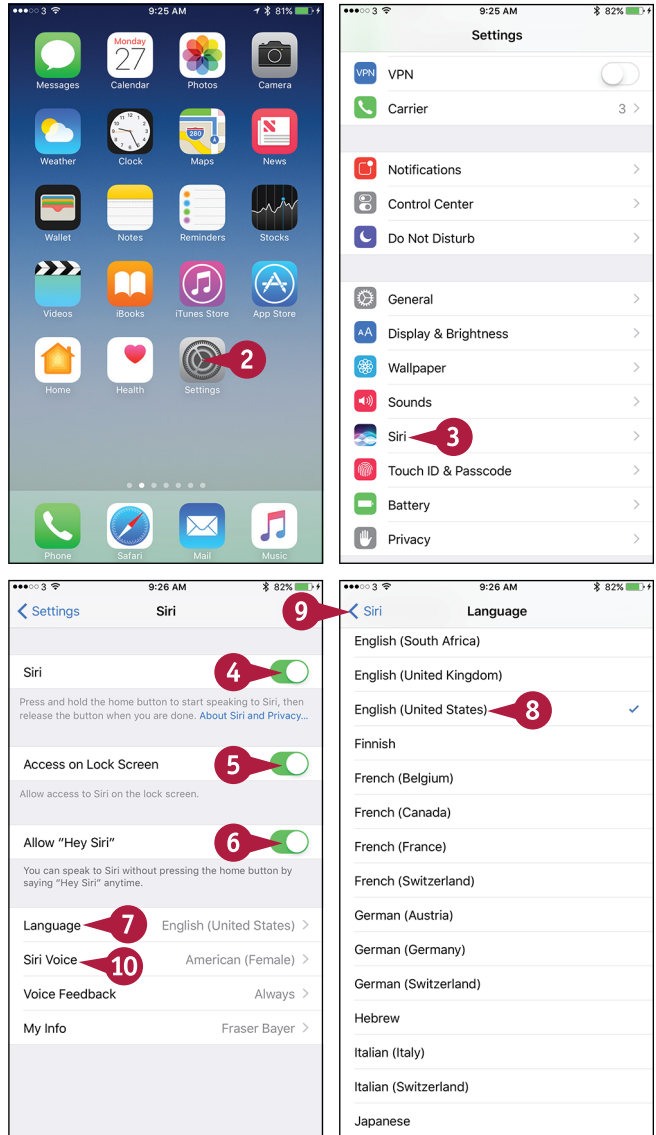 ●●●○○ 3 9:25 AM 81%
Monday
27
Messages Calendar Photos Camera
280
Weather Clock Maps News
Wallet Notes Reminders Stocks
Videos iBooks iTunes Store App Store
2
Home Health Settings
Phone Safari Mail Music
●●●○○ 3 9:25 AM 82%
Settings
VPN VPN
Carrier 3 >
Notifications >
Control Center >
Do Not Disturb >
General >
AA Display & Brightness >
Wallpaper >
Sounds >
Siri 3 >
Touch ID & Passcode >
Battery >
Privacy >
●●●○○ 3 9:26 AM 82%
< Settings Siri
Siri 4
Press and hold the home button to start speaking to Siri, then
release the button when you are done. About Siri and Privacy...
Access on Lock Screen 5
Allow access to Siri on the lock screen.
Allow “Hey Siri” 6
You can speak to Siri without pressing the home button by
saying “Hey Siri” anytime.
Language 7 English (United States) >
Siri Voice 10 American (Female) >
Voice Feedback Always >
My Info Fraser Bayer >
●●●○○ 3 9:26 AM 82%
9 < Siri Language
English (South Africa)
English (United Kingdom)
English (United States) 8 ✓
Finnish
French (Belgium)
French (Canada)
French (France)
French (Switzerland)
German (Austria)
German (Germany)
German (Switzerland)
Hebrew
Italian (Italy)
Italian (Switzerland)
Japanese